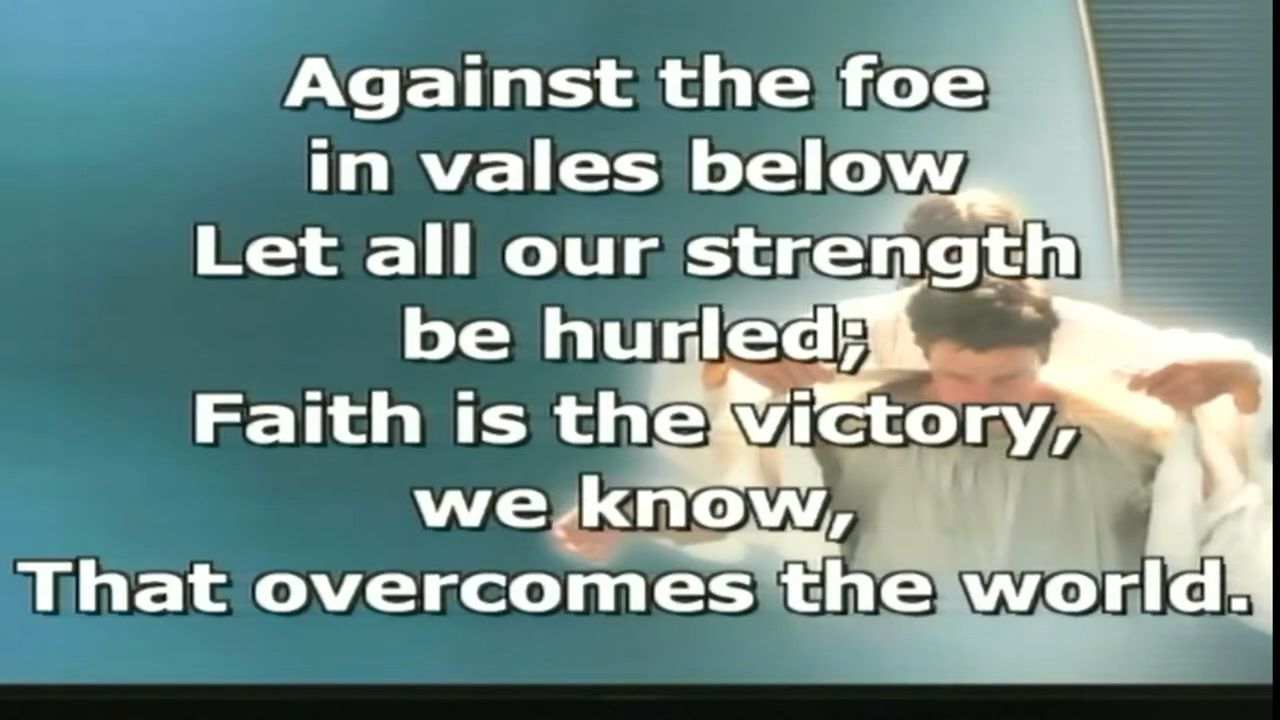 Against the foe
in vales below
Let all our strength
be hurled;
Faith is the victory,
we know,
That overcomes the world.